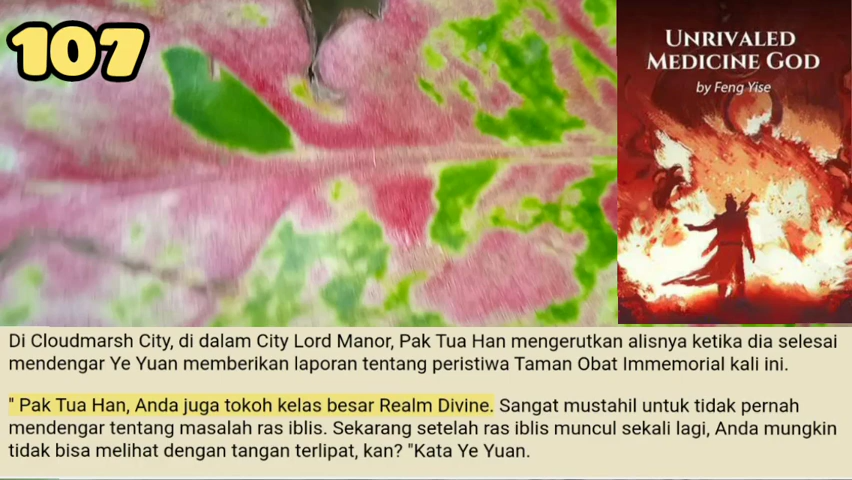 107
UNRIVALED
MEDICINE GOD
by Feng Yise
Di Cloudmarsh City, di dalam City Lord Manor, Pak Tua Han mengerutkan alisnya ketika dia selesai
mendengar Ye Yuan memberikan laporan tentang peristiwa Taman Obat Immemorial kali ini.
" Pak Tua Han, Anda juga tokoh kelas besar Realm Divine. Sangat mustahil untuk tidak pernah
mendengar tentang masalah ras iblis. Sekarang setelah ras iblis muncul sekali lagi, Anda mungkin
tidak bisa melihat dengan tangan terlipat, kan? "Kata Ye Yuan.